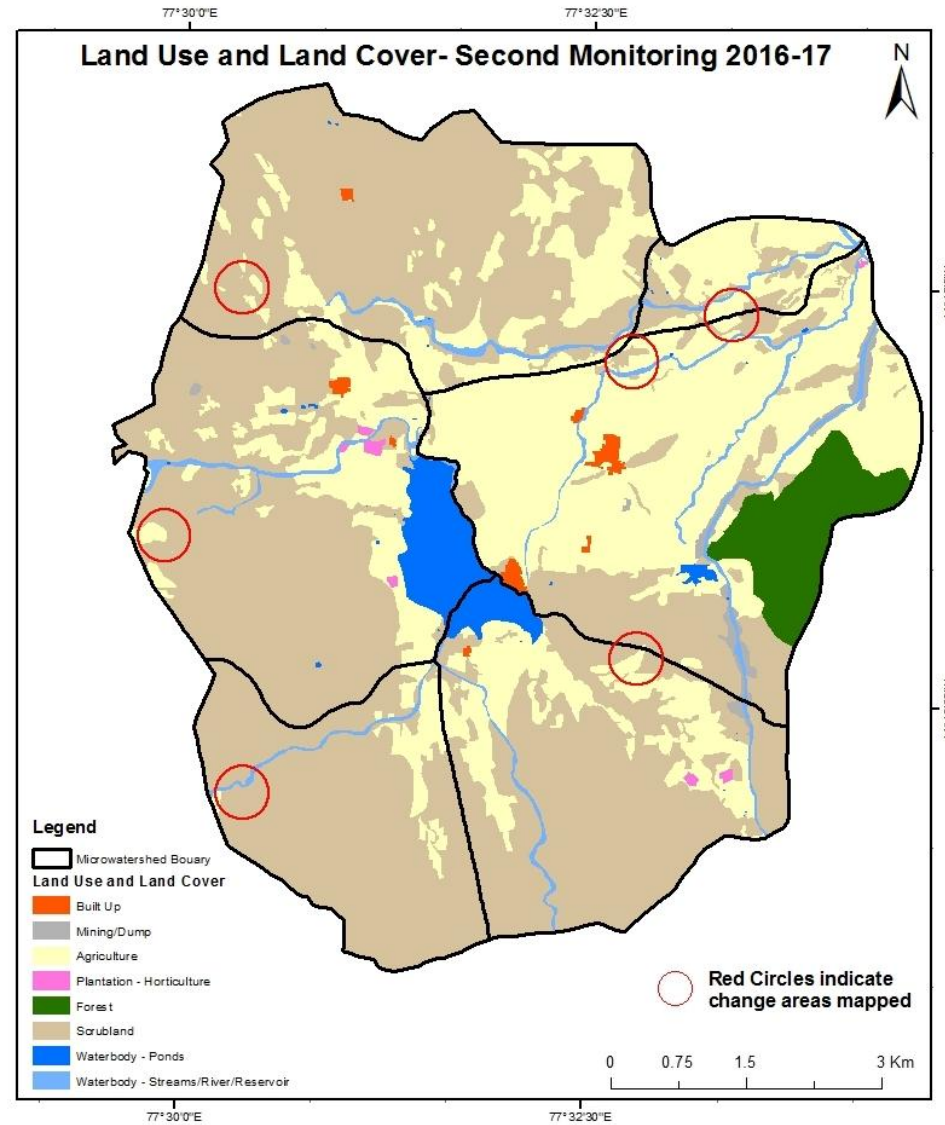 77°30'0"E
77°32'30"E
Land Use and Land Cover- Second Monitoring 2016-17
N
Legend
Microwatershed Bouary
Land Use and Land Cover
Built Up
Mining/Dump
Agriculture
Plantation - Horticulture
Forest
Scrubland
Waterbody - Ponds
Waterbody - Streams/River/Reservoir
Red Circles indicate
change areas mapped
0 0.75 1.5 3 Km
77°30'0"E
77°32'30"E